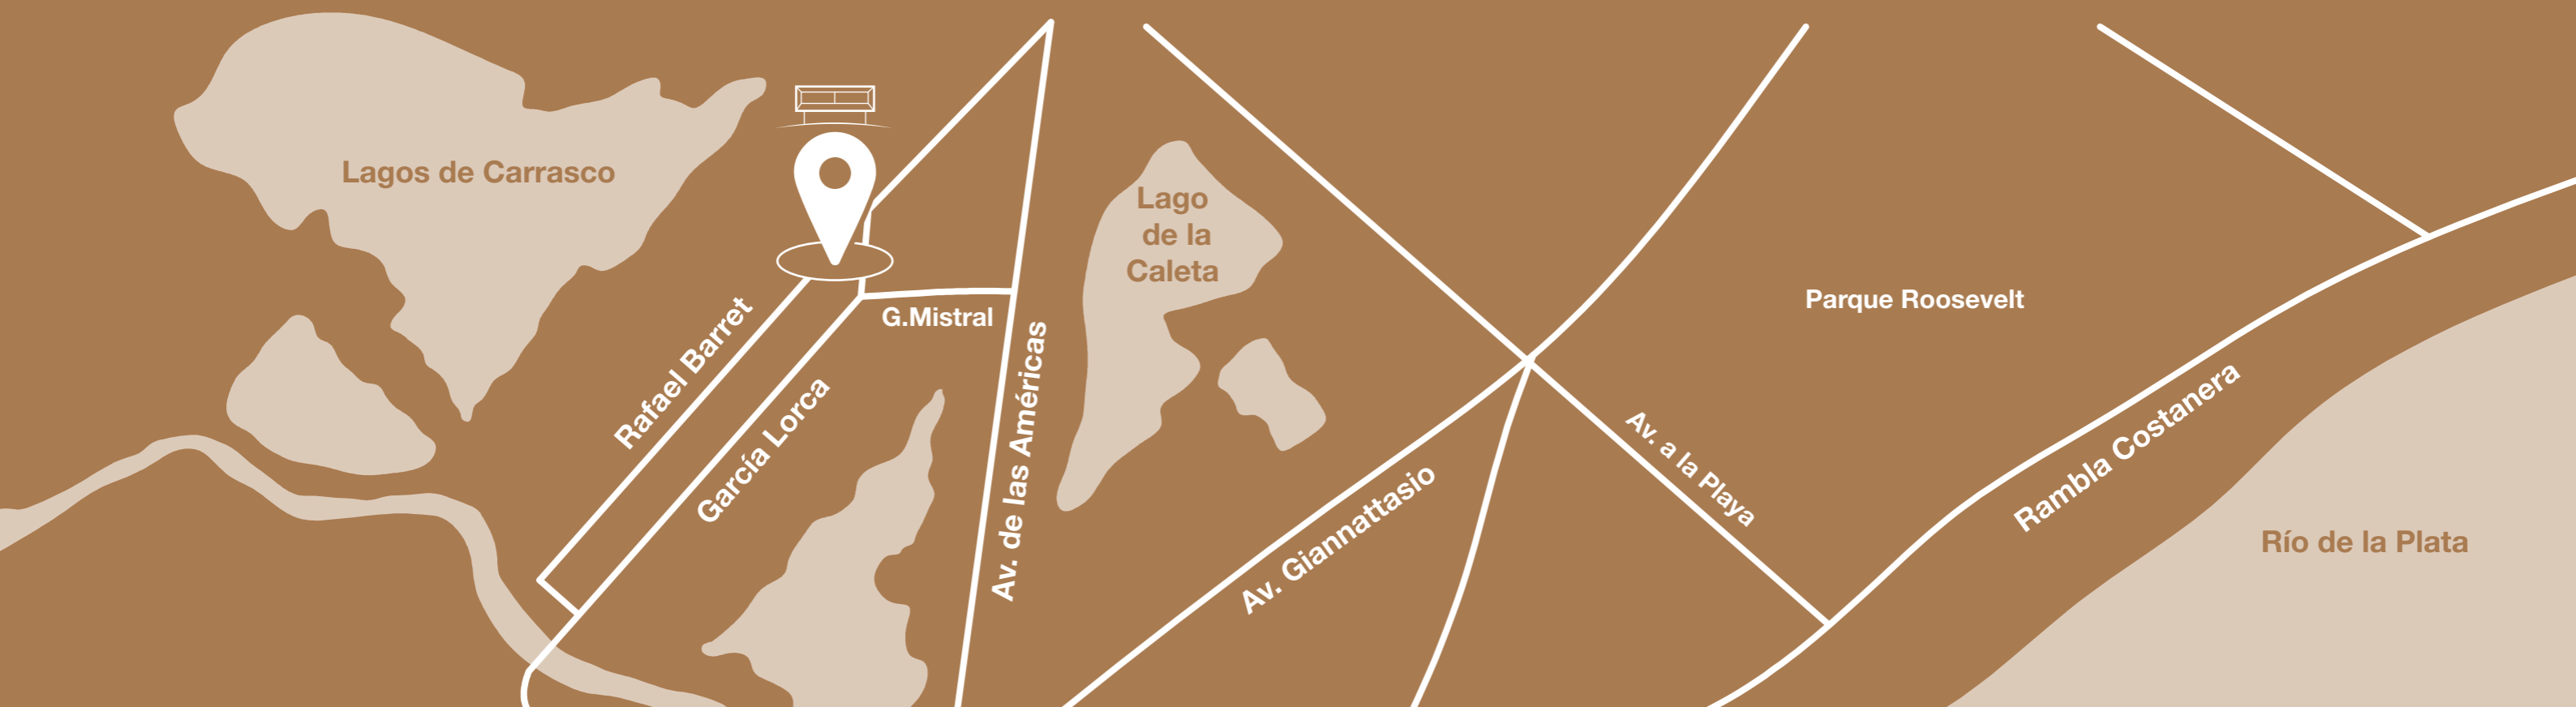 Lagos de Carrasco
Lago
de la
Caleta
Parque Roosevelt
G.Mistral
Rafael Barret
García Lorca
Av. de las Américas
Av. Giannattasio
Av. a la Playa
Rambla Costanera
Río de la Plata